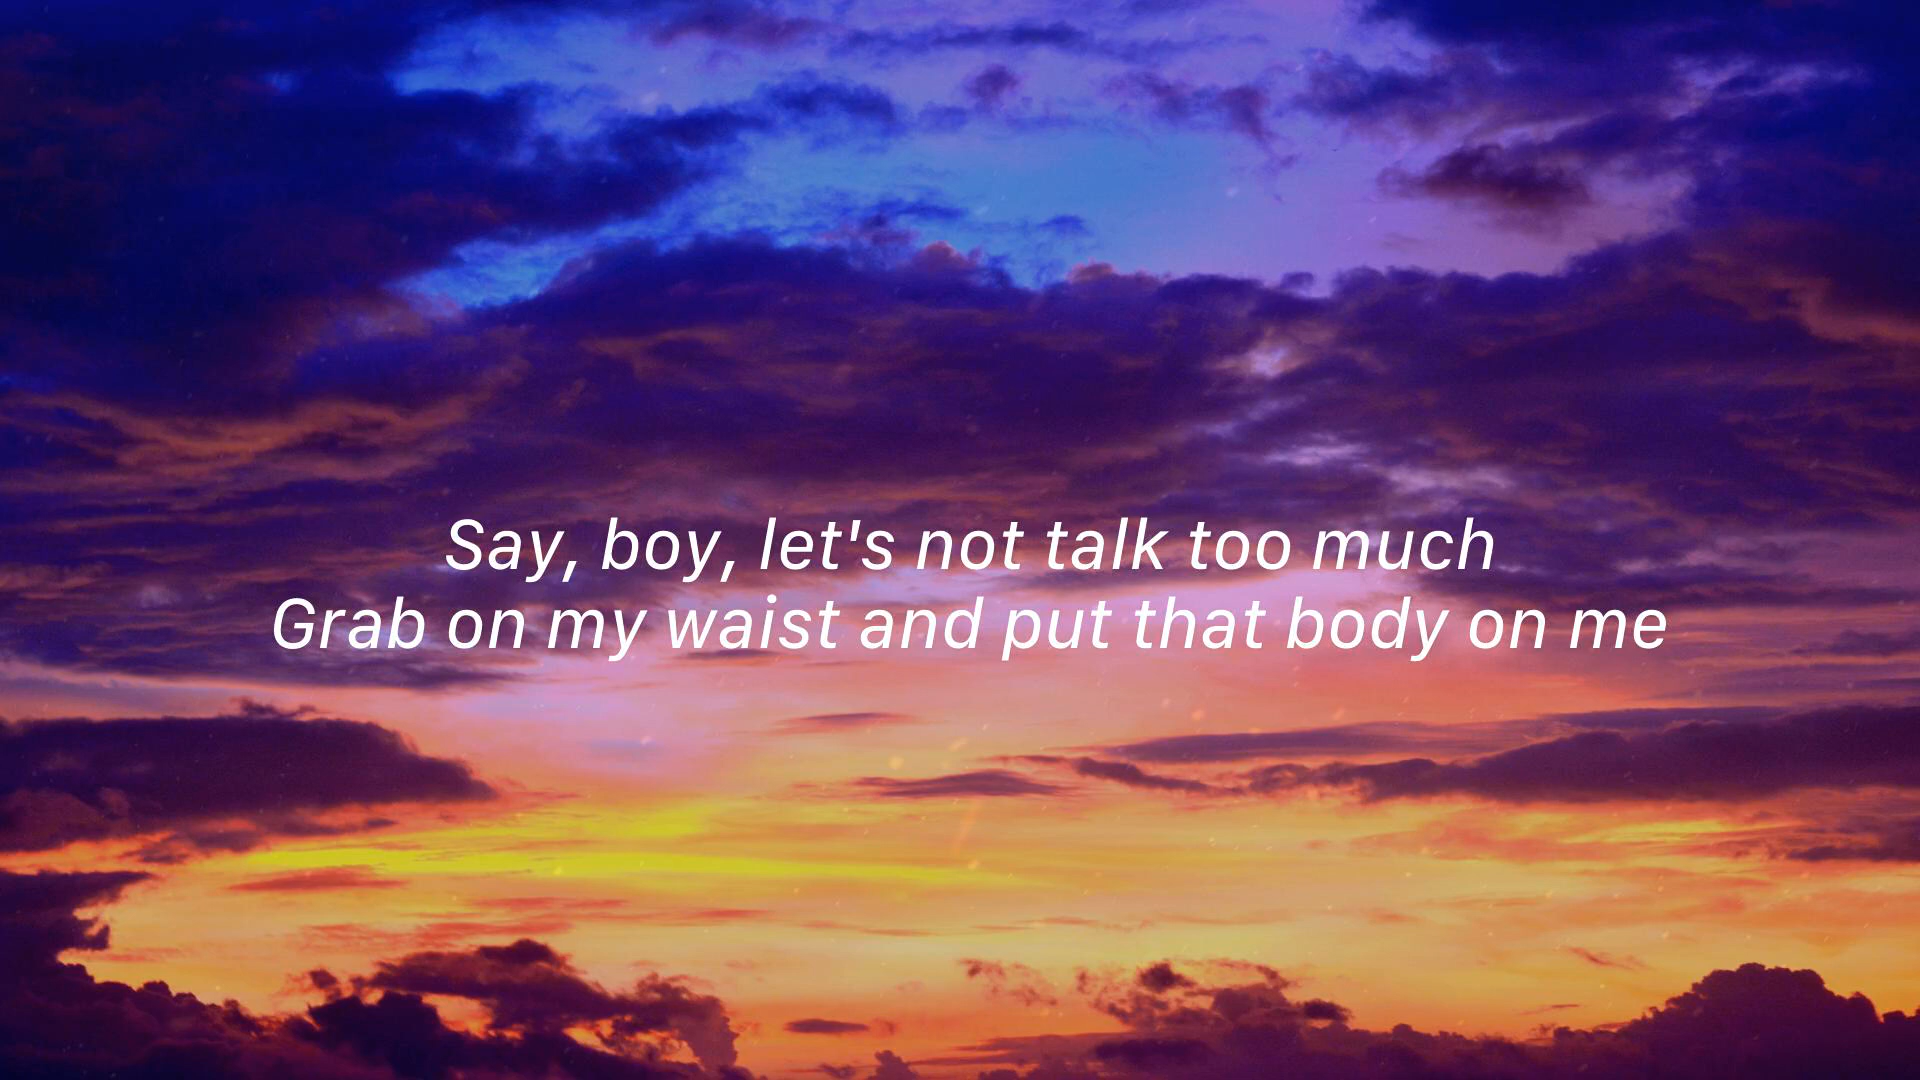 Say, boy, let's not talk too much
Grab on my waist and put that body on me